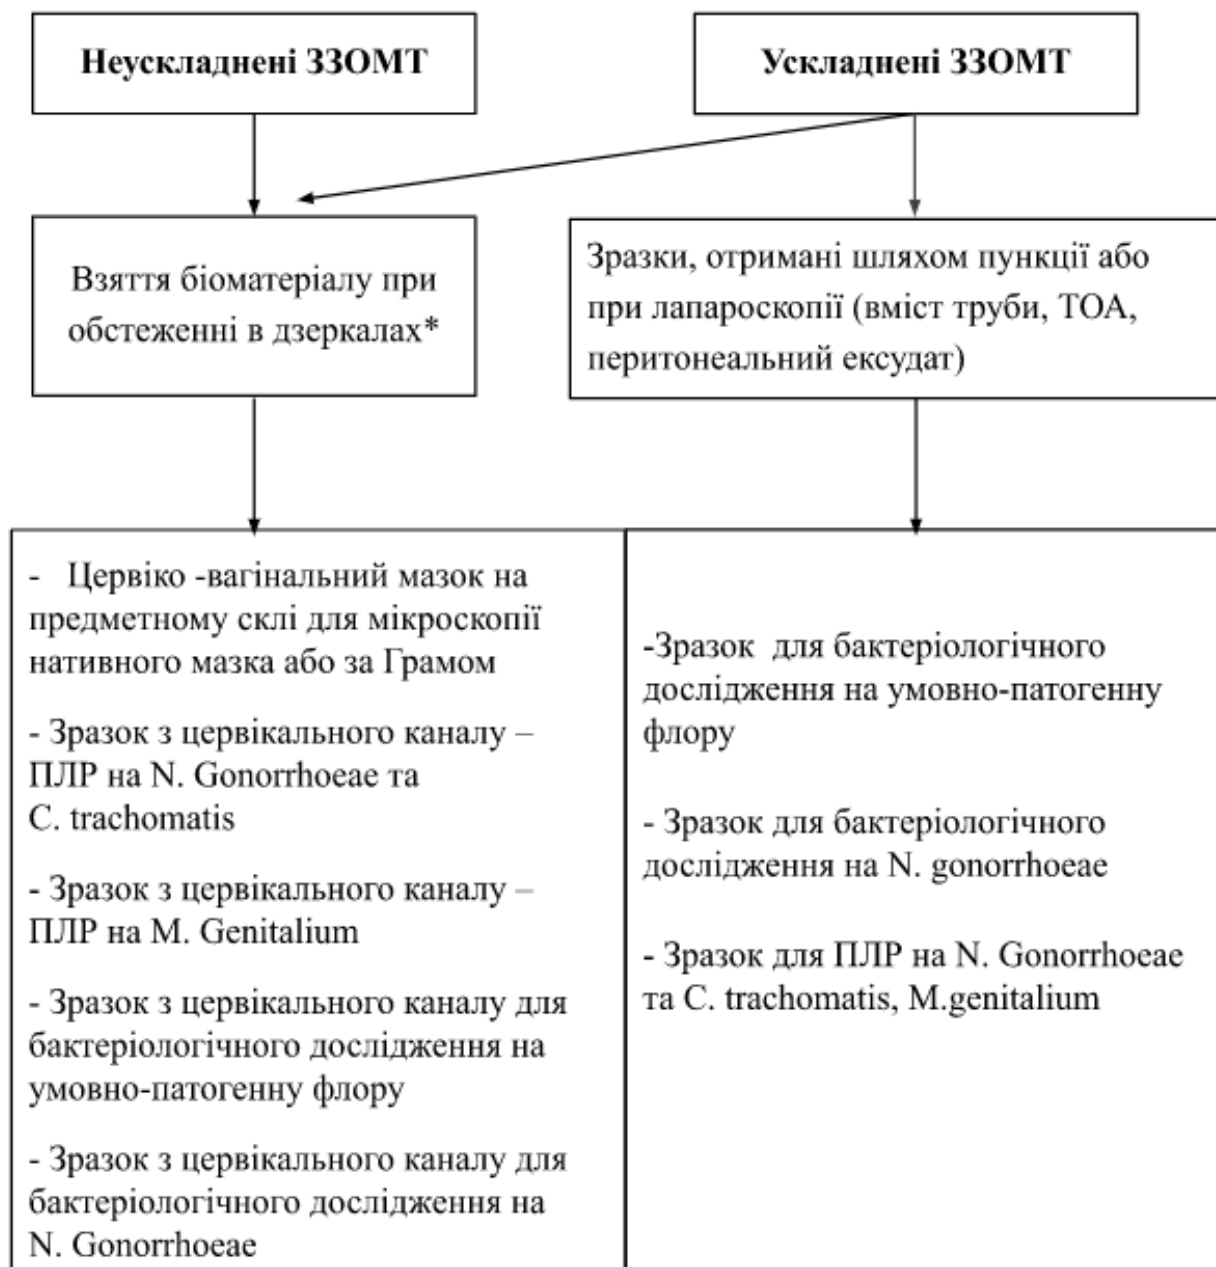 Неускладнені ЗЗОМТ
Ускладнені ЗЗОМТ
Взяття біоматеріалу при
обстеженні в дзеркалах*
Зразки, отримані шляхом пункції або
при лапароскопії (вміст труби, ТОА,
перитонеальний ексудат)
- Цервіко -вагінальний мазок на
предметному склі для мікроскопії
нативного мазка або за Грамом
- Зразок з цервікального каналу –
ПЛР на N. Gonorrhoeae та
C. trachomatis
- Зразок з цервікального каналу –
ПЛР на M. Genitalium
- Зразок з цервікального каналу для
бактеріологічного дослідження на
умовно-патогенну флору
- Зразок з цервікального каналу для
бактеріологічного дослідження на
N. Gonorrhoeae
-Зразок для бактеріологічного
дослідження на умовно-патогенну
флору
- Зразок для бактеріологічного
дослідження на N. gonorrhoeae
- Зразок для ПЛР на N. Gonorrhoeae
та C. trachomatis, M.genitalium